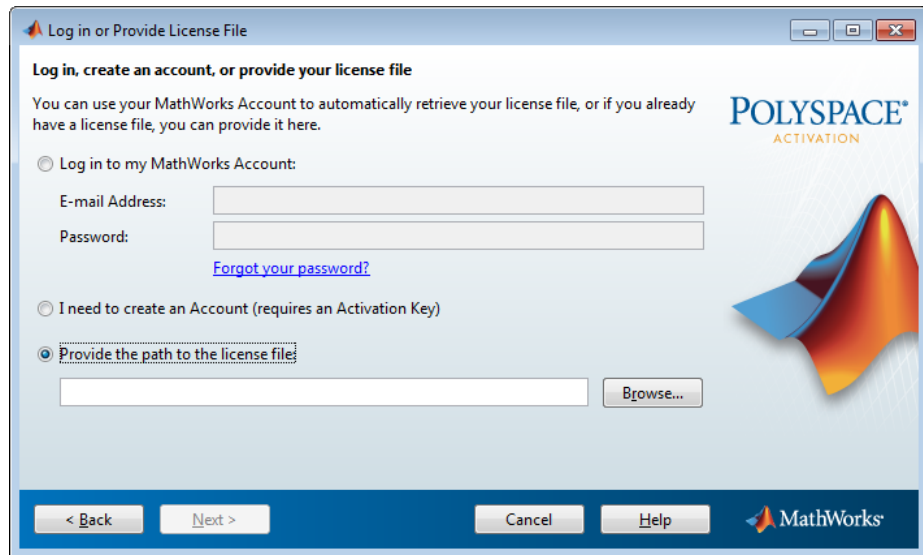 Log in or Provide License File
Log in, create an account, or provide your license file
You can use your MathWorks Account to automatically retrieve your license file, or if you already
have a license file, you can provide it here.
POLYSPACE®
ACTIVATION
Log in to my MathWorks Account:
E-mail Address:
Password:
Forgot your password?
I need to create an Account (requires an Activation Key)
Provide the path to the license file:
Browse...
< Back
Next >
Cancel
Help
MathWorks®